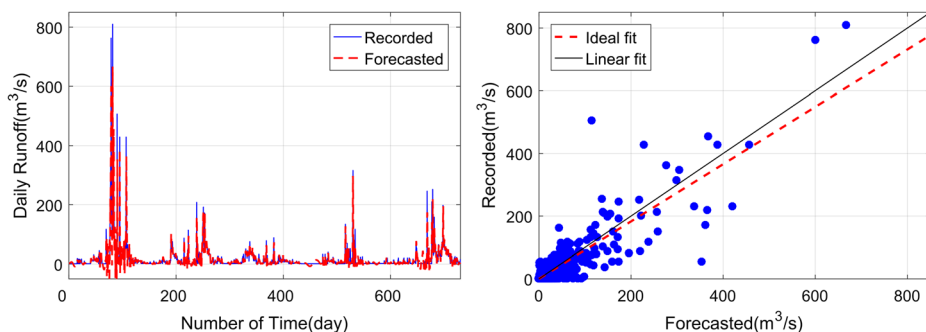 800
600
400
200
0
Daily Runoff(m³/s)
Recorded
Forecasted
0
200
400
600
Number of Time(day)
800
600
400
200
0
Recorded(m³/s)
Ideal fit
Linear fit
0
200
400
600
800
Forecasted(m³/s)